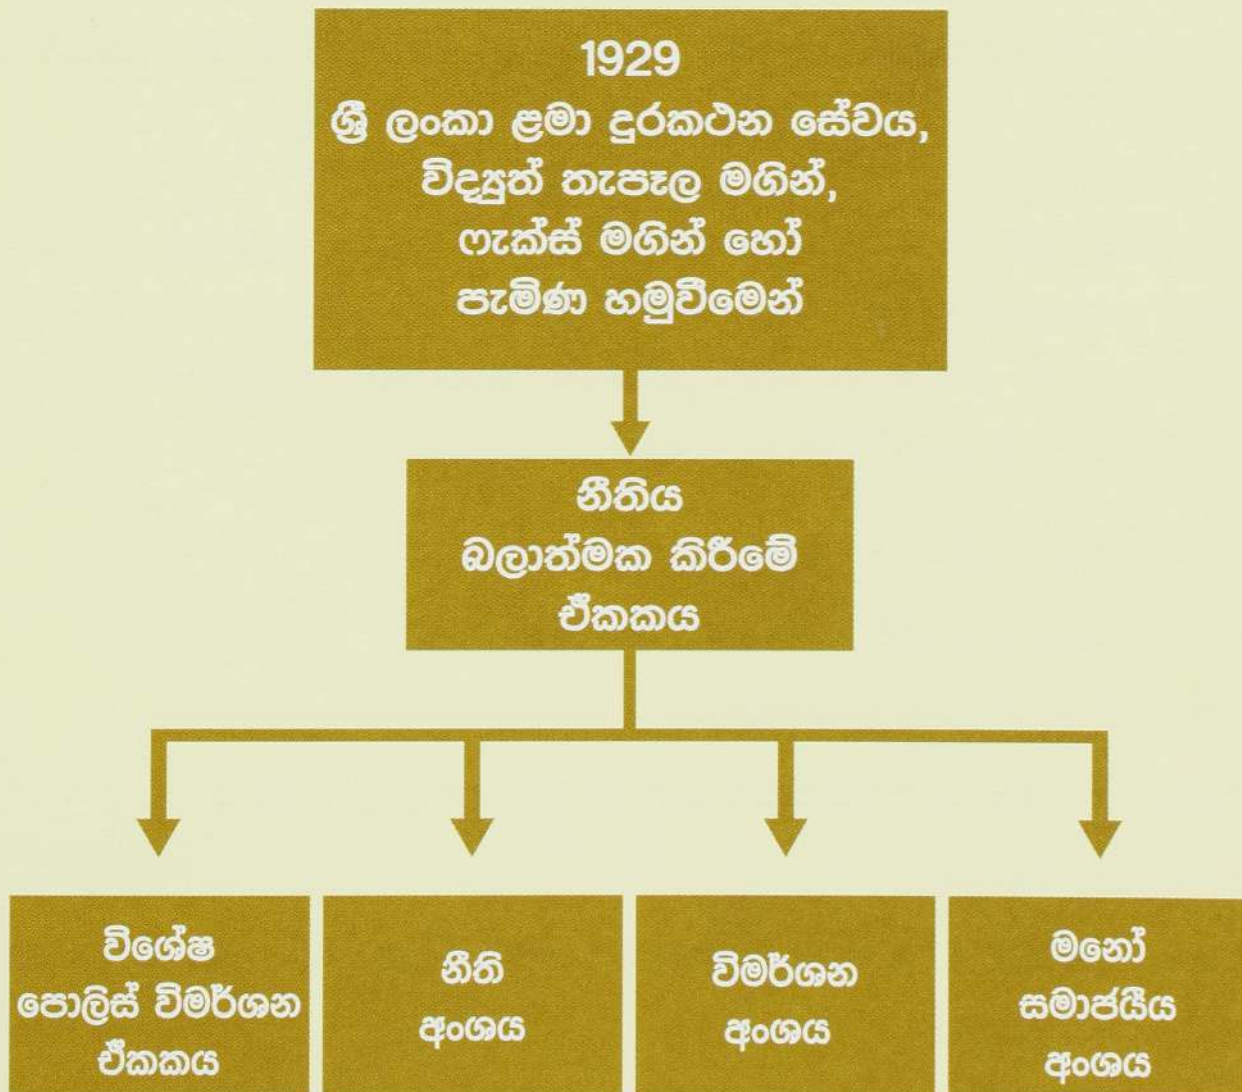 1929
ශ්‍රී ලංකා ළමා දුරකථන සේවය,
විද්‍යුත් තැපෑල මගින්,
ෆැක්ස් මගින් හෝ
පැමිණ හමුවීමෙන්
නීතිය
බලාත්මක කිරීමේ
ඒකකය
විශේෂ
පොලිස් විමර්ශන
ඒකකය
නීති
අංශය
විමර්ශන
අංශය
මනෝ
සමාජයීය
අංශය